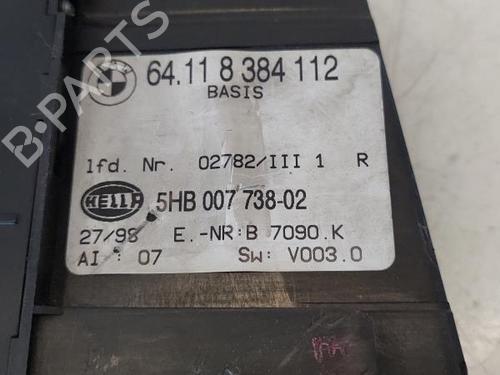 64.11 8 384 112
BASIS
lfd. Nr. 02782/III 1 R
HELLA 5HB 007 738-02
27/98 E.-NR:B 7090.K
AI : 07 Sw: V003.0
B-PARTS